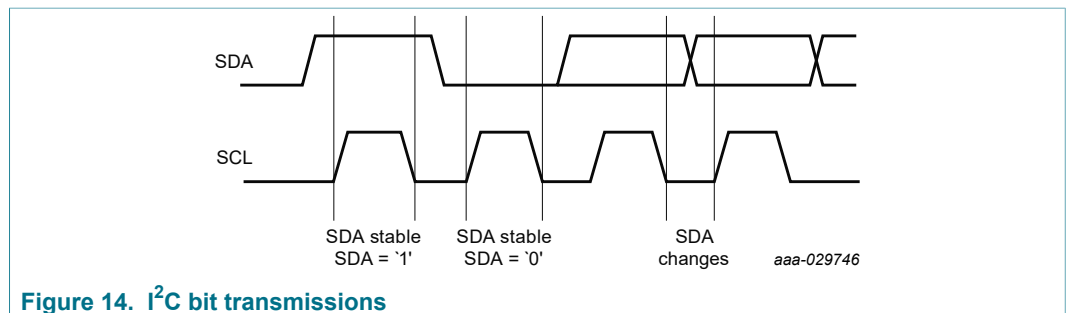 SDA
SCL
SDA stable
SDA = `1'
SDA stable
SDA = `0'
SDA
changes
aaa-029746
Figure 14. I²C bit transmissions